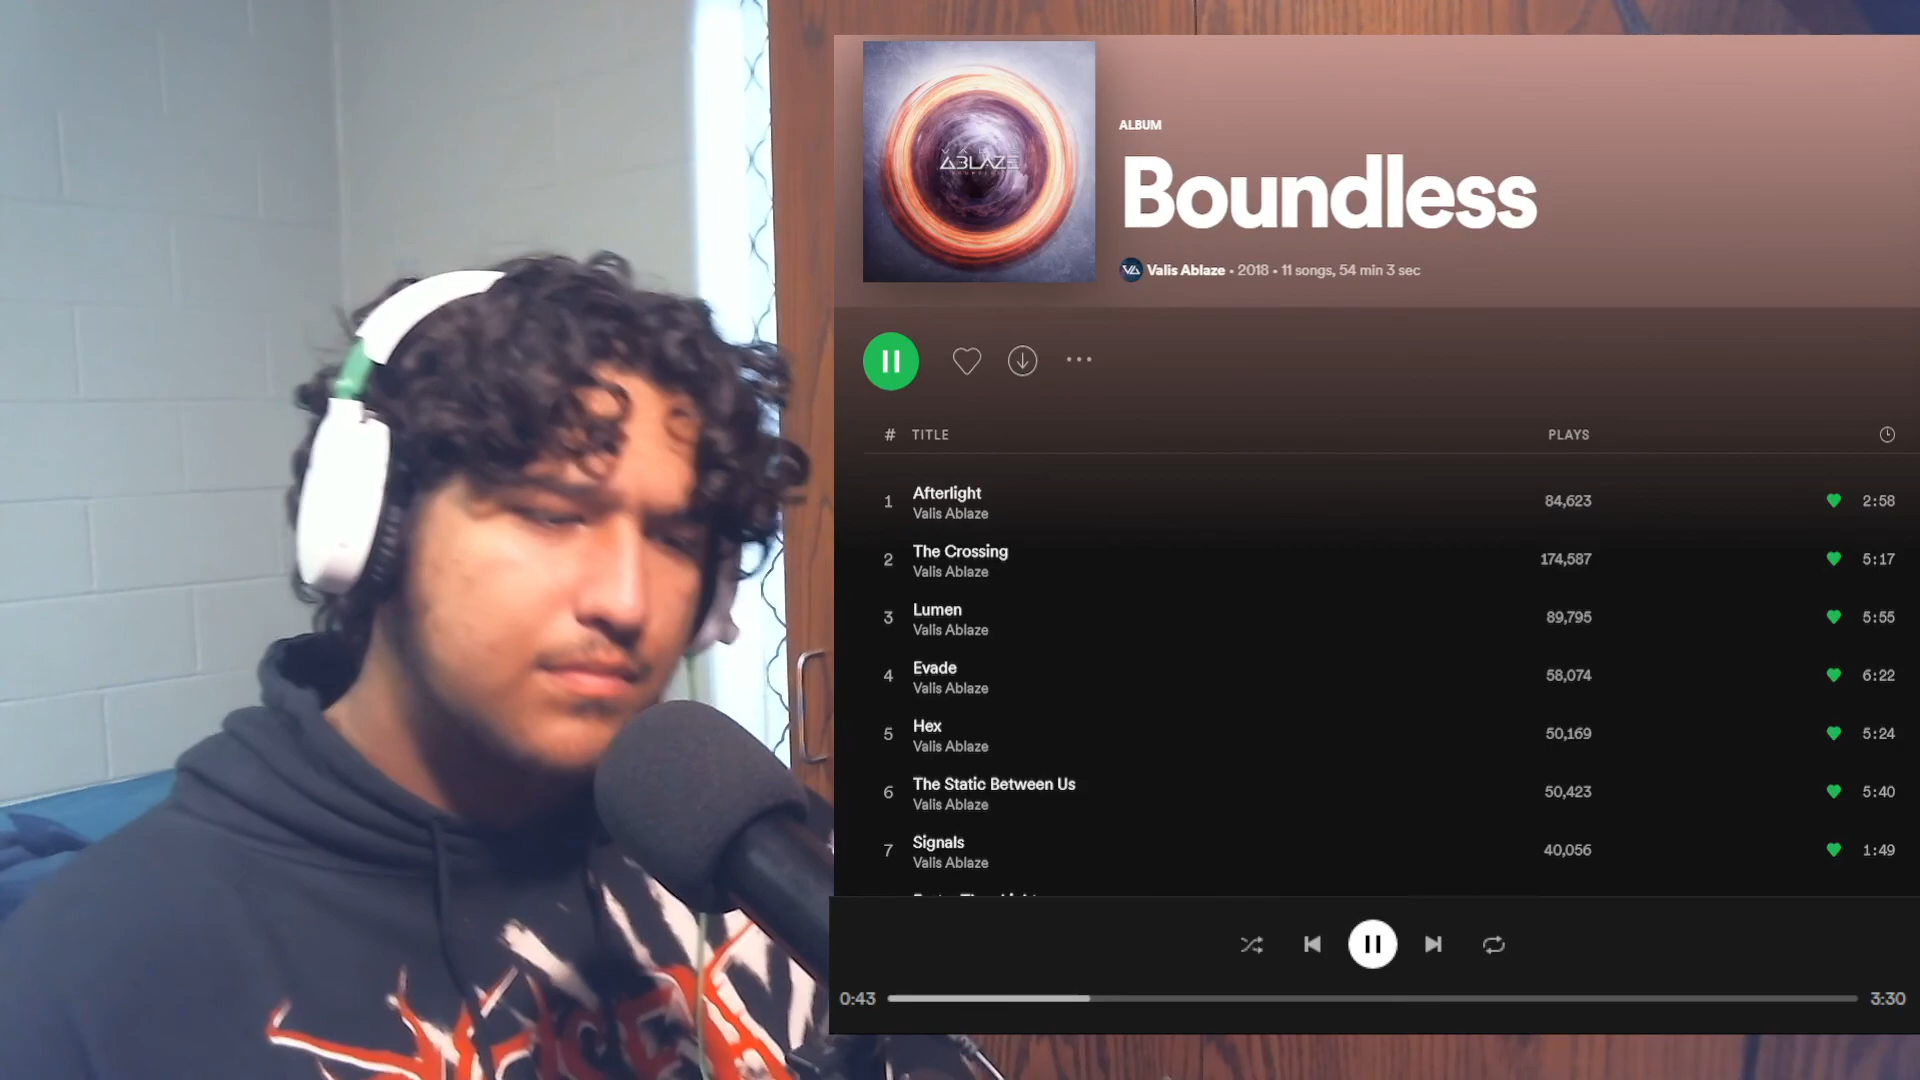 ABLAZE
ALBUM
Boundless
Valis Ablaze • 2018 • 11 songs, 54 min 3 sec
# TITLE PLAYS
1 Afterlight 84,623 2:58
Valis Ablaze
2 The Crossing 174,587 5:17
Valis Ablaze
3 Lumen 89,795 5:55
Valis Ablaze
4 Evade 58,074 6:22
Valis Ablaze
5 Hex 50,169 5:24
Valis Ablaze
6 The Static Between Us 50,423 5:40
Valis Ablaze
7 Signals 40,056 1:49
Valis Ablaze
0:43 3:30